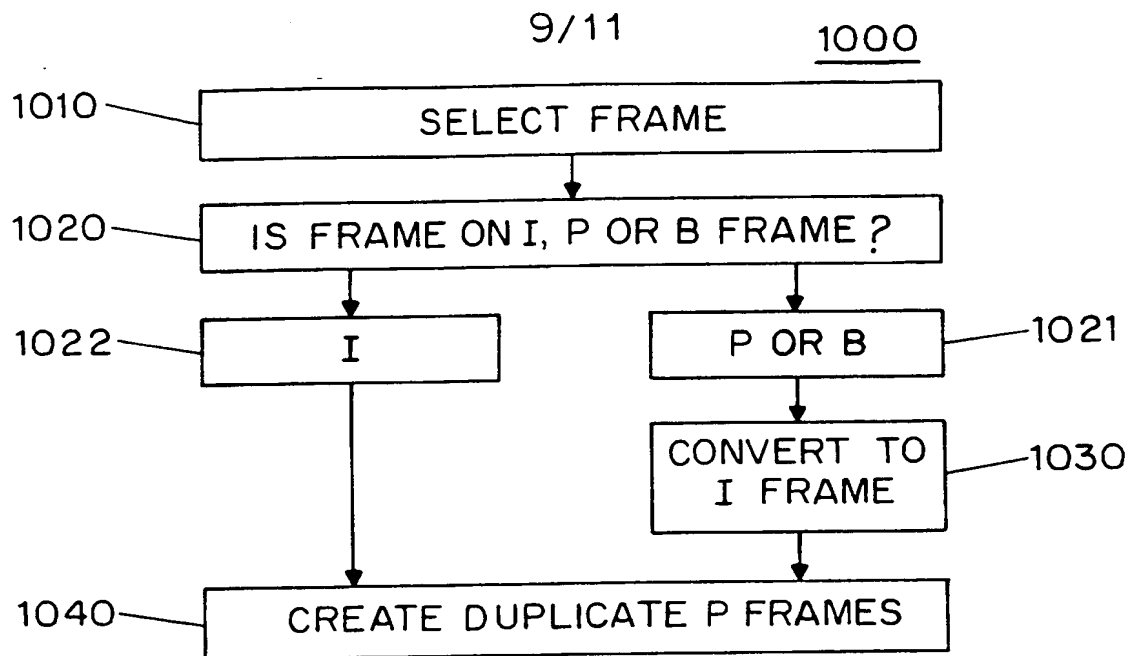 9/11
1000
1010
SELECT FRAME
1020
IS FRAME ON I, P OR B FRAME?
1022
I
P OR B
1021
CONVERT TO
I FRAME
1030
1040
CREATE DUPLICATE P FRAMES